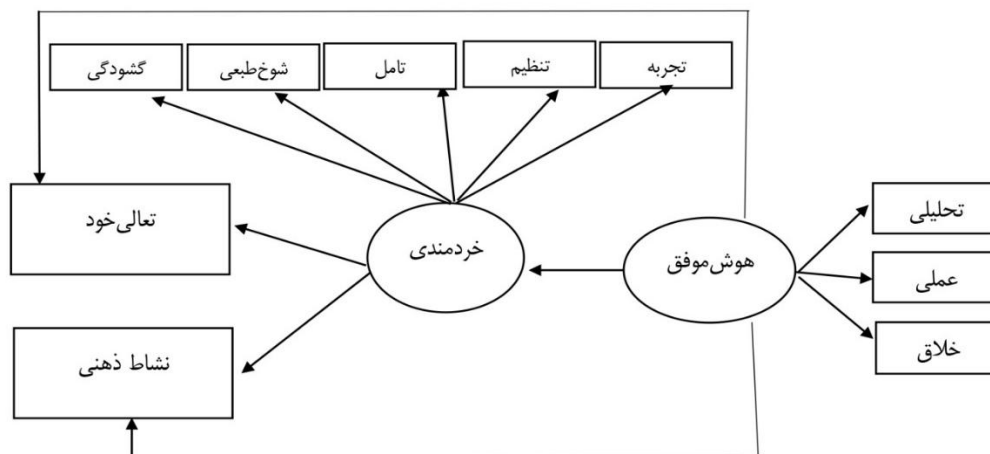 تجربه
تنظیم
تامل
شوخ‌طبعی
گشودگی
تحلیلی
تعالی‌خود
خردمندی
هوش‌موفق
عملی
خلاق
نشاط ذهنی